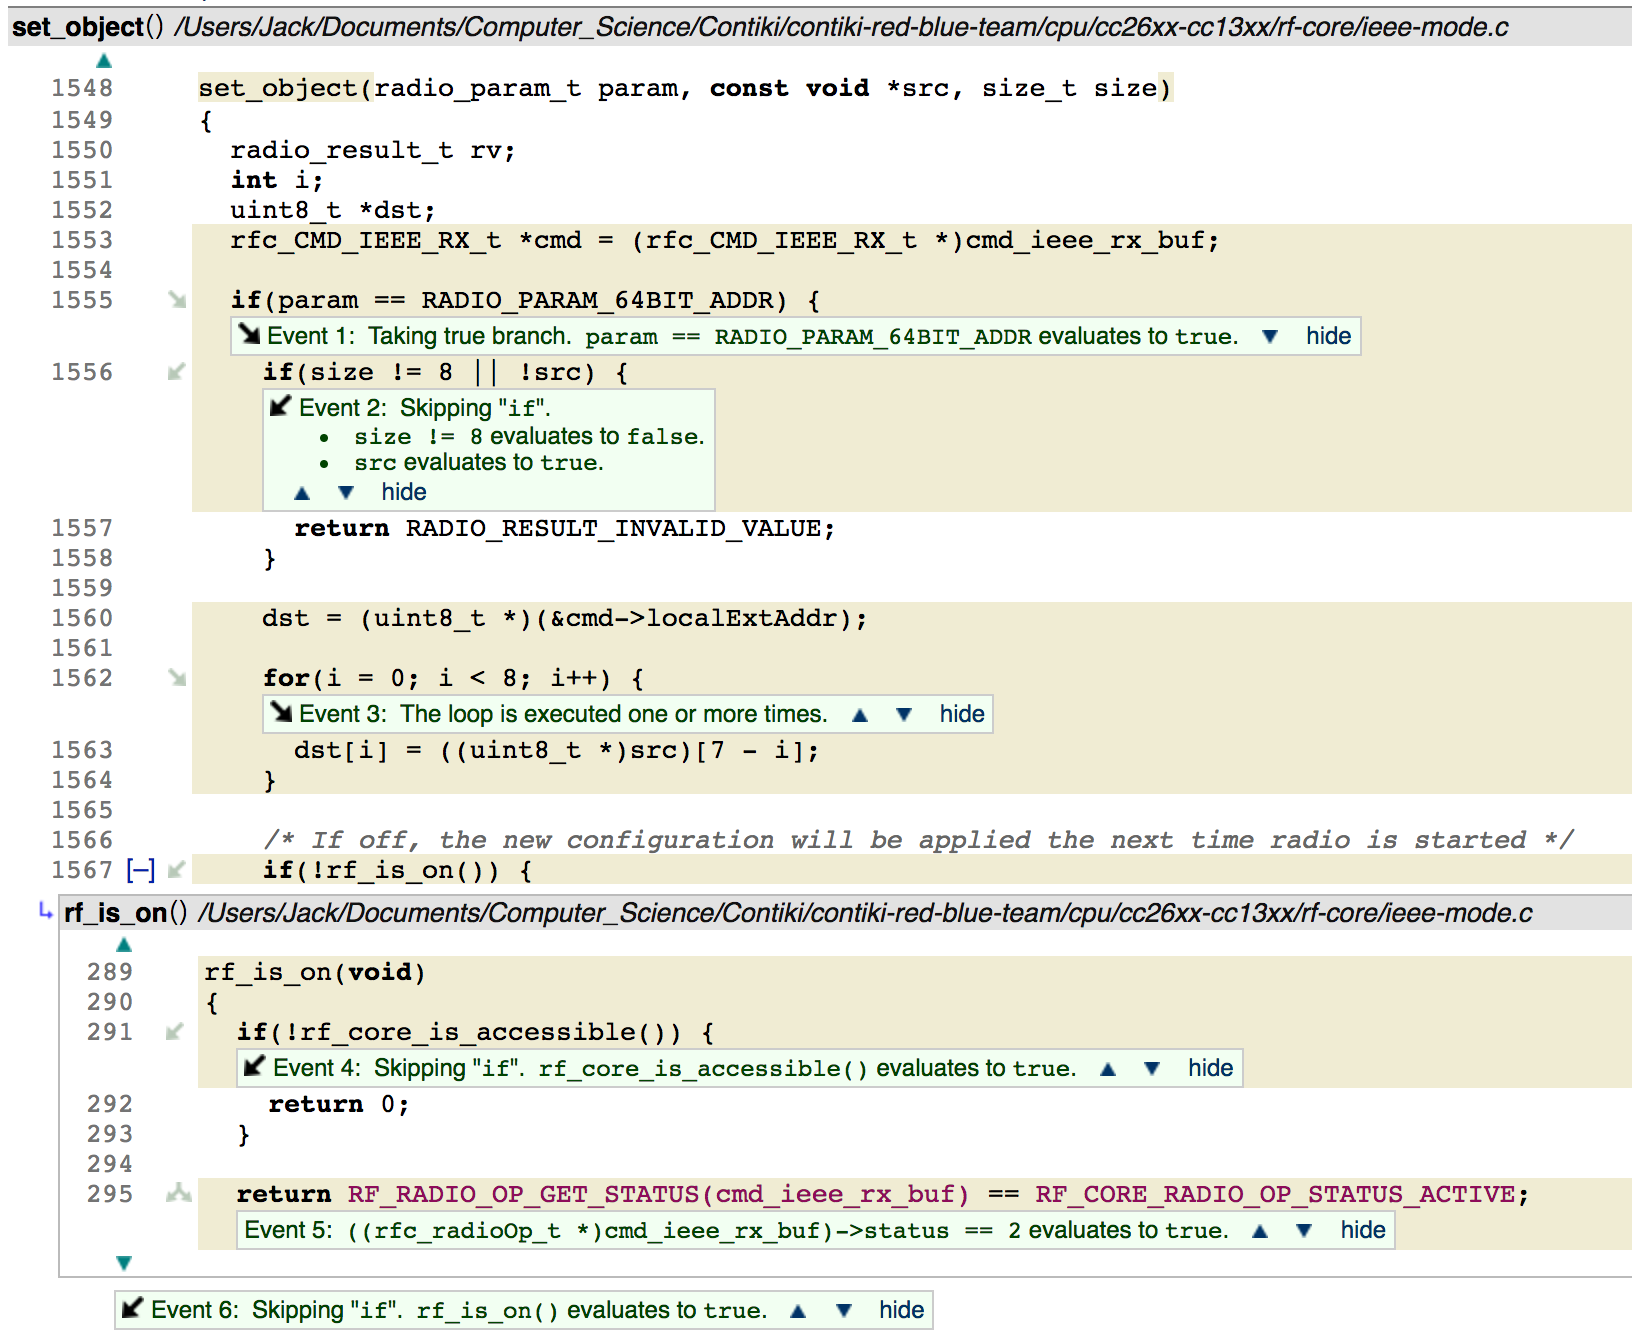 set_object() /Users/Jack/Documents/Computer_Science/Contiki/contiki-red-blue-team/cpu/cc26xx-cc13xx/rf-core/ieee-mode.c
1548 set_object(radio_param_t param, const void *src, size_t size)
1549 {
1550 radio_result_t rv;
1551 int i;
1552 uint8_t *dst;
1553 rfc_CMD_IEEE_RX_t *cmd = (rfc_CMD_IEEE_RX_t *)cmd_ieee_rx_buf;
1554
1555 if(param == RADIO_PARAM_64BIT_ADDR) {
Event 1: Taking true branch. param == RADIO_PARAM_64BIT_ADDR evaluates to true. ▼ hide
1556 if(size != 8 || !src) {
Event 2: Skipping "if".
• size != 8 evaluates to false.
• src evaluates to true.
▲ ▼ hide
1557 return RADIO_RESULT_INVALID_VALUE;
1558 }
1559
1560 dst = (uint8_t *)(&cmd->localExtAddr);
1561
1562 for(i = 0; i < 8; i++) {
Event 3: The loop is executed one or more times. ▲ ▼ hide
1563 dst[i] = ((uint8_t *)src)[7 - i];
1564 }
1565
1566 /* If off, the new configuration will be applied the next time radio is started */
1567 [−] if(!rf_is_on()) {
rf_is_on() /Users/Jack/Documents/Computer_Science/Contiki/contiki-red-blue-team/cpu/cc26xx-cc13xx/rf-core/ieee-mode.c
289 rf_is_on(void)
290 {
291 if(!rf_core_is_accessible()) {
Event 4: Skipping "if". rf_core_is_accessible() evaluates to true. ▲ ▼ hide
292 return 0;
293 }
294
295 return RF_RADIO_OP_GET_STATUS(cmd_ieee_rx_buf) == RF_CORE_RADIO_OP_STATUS_ACTIVE;
Event 5: ((rfc_radioOp_t *)cmd_ieee_rx_buf)->status == 2 evaluates to true. ▲ ▼ hide
Event 6: Skipping "if". rf_is_on() evaluates to true. ▲ ▼ hide